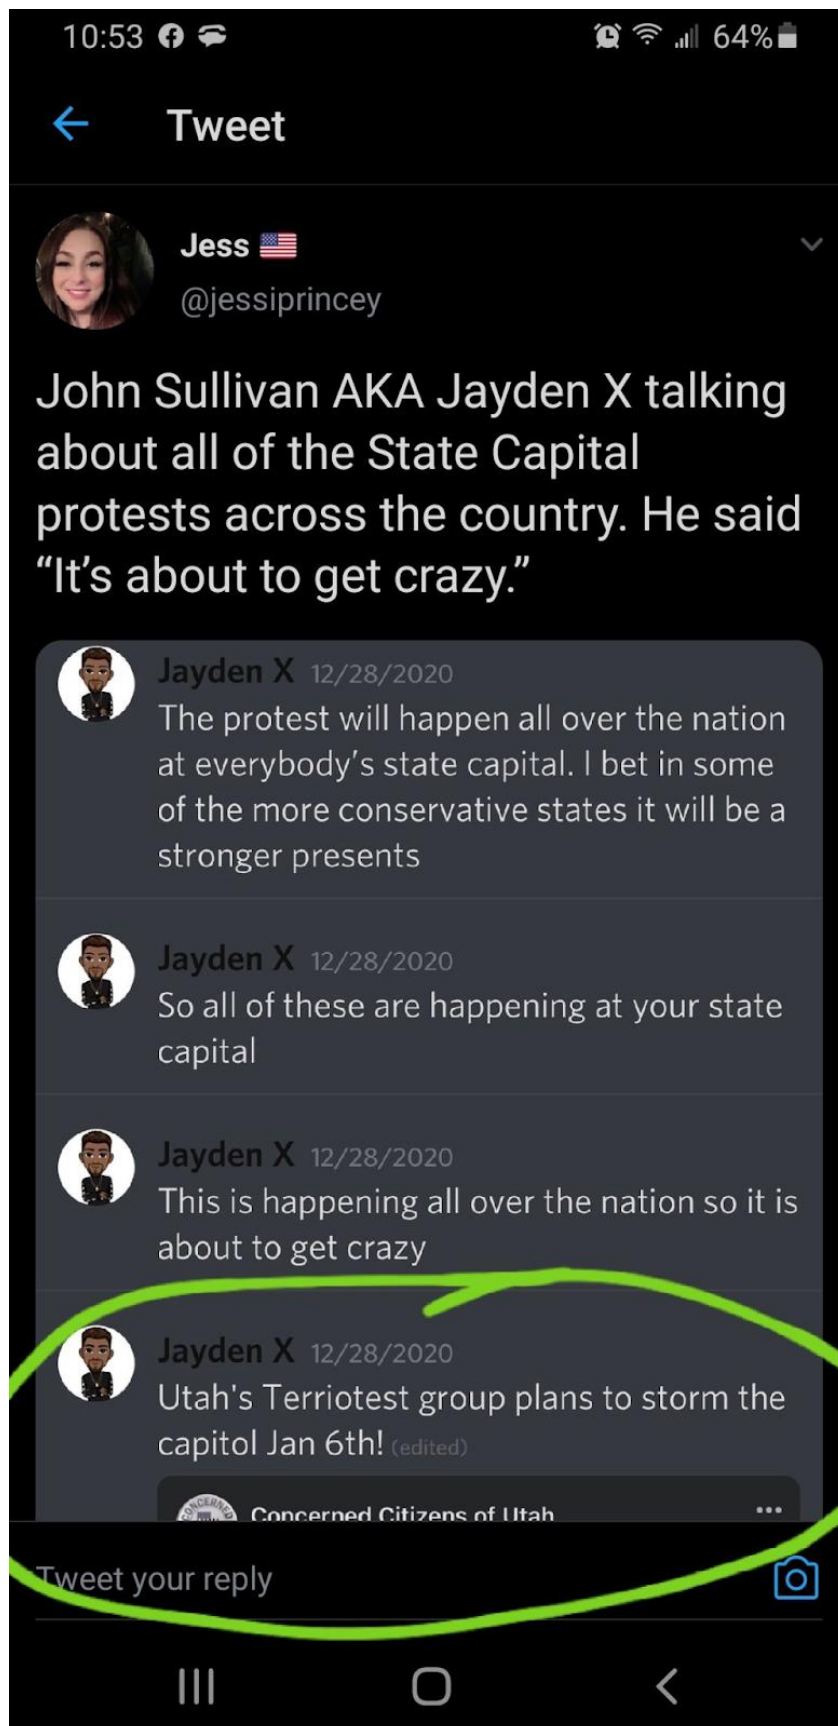 10:53 64%
Tweet
Jess
@jessiprincey
John Sullivan AKA Jayden X talking
about all of the State Capital
protests across the country. He said
“It’s about to get crazy.”
Jayden X 12/28/2020
The protest will happen all over the nation
at everybody's state capital. I bet in some
of the more conservative states it will be a
stronger presents
Jayden X 12/28/2020
So all of these are happening at your state
capital
Jayden X 12/28/2020
This is happening all over the nation so it is
about to get crazy
Jayden X 12/28/2020
Utah's Terriotest group plans to storm the
capitol Jan 6th! (edited)
CONCERNED
Concerned Citizens of Utah
Tweet your reply